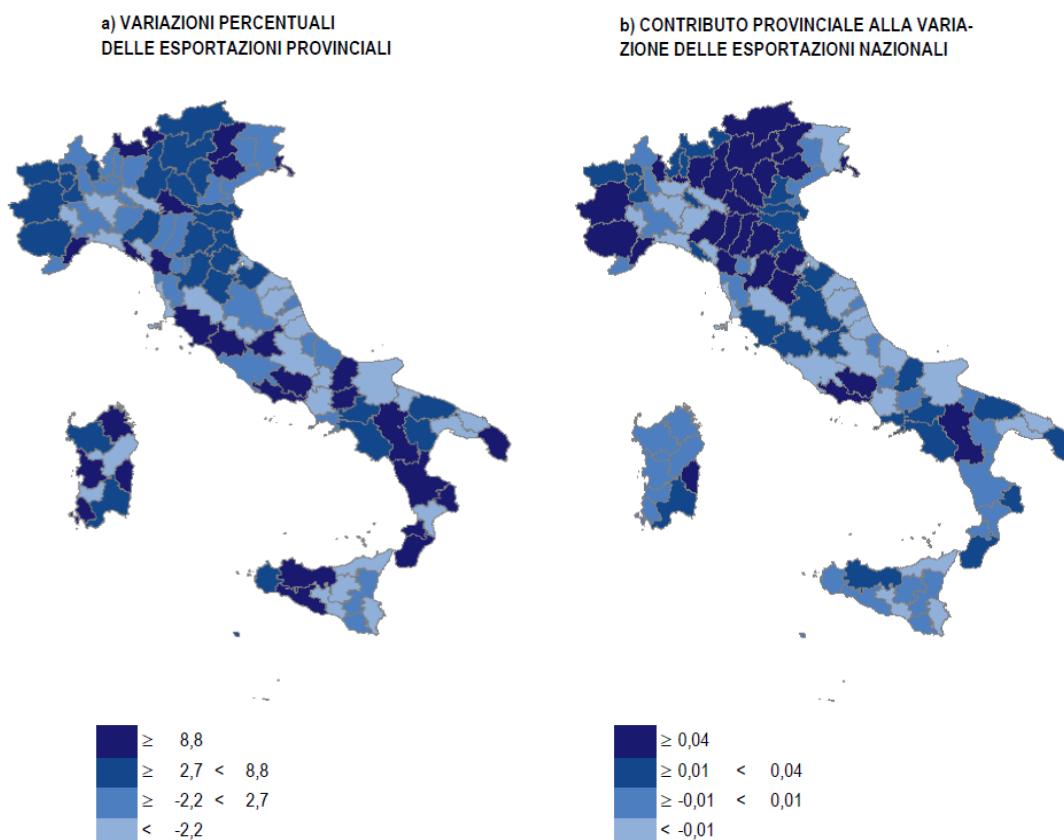 a) VARIAZIONI PERCENTUALI
DELLE ESPORTAZIONI PROVINCIALI
b) CONTRIBUTO PROVINCIALE ALLA VARIA-
ZIONE DELLE ESPORTAZIONI NAZIONALI
≥ 8,8
≥ 2,7 < 8,8
≥ -2,2 < 2,7
< -2,2
≥ 0,04
≥ 0,01 < 0,04
≥ -0,01 < 0,01
< -0,01